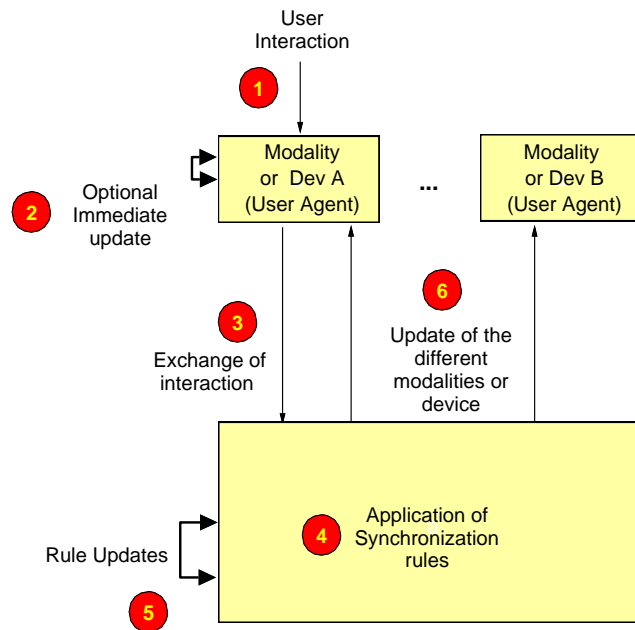 User
Interaction
1
Modality
or Dev A
(User Agent)
...
Modality
or Dev B
(User Agent)
2
Optional
Immediate
update
3
Exchange of
interaction
6
Update of the
different
modalities or
device
4
Application of
Synchronization
rules
Rule Updates
5